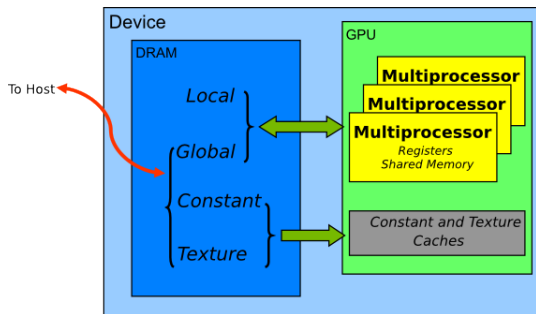 Device
GPU
DRAM
Multiprocessor
Local
To Host
Multiprocessor
Multiprocessor
Registers
Shared Memory
Global
Constant
Constant and Texture
Caches
Texture